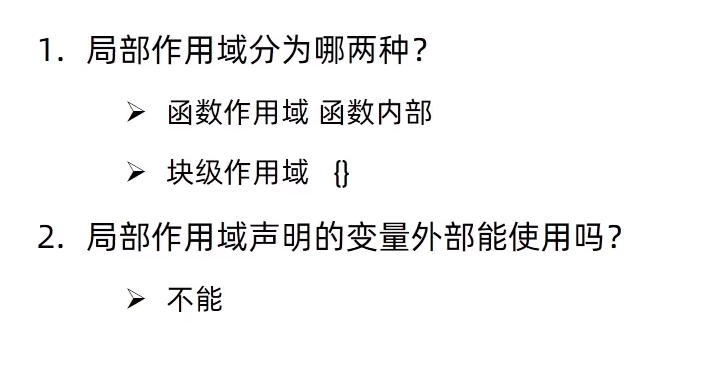 1. 局部作用域分为哪两种？
➢ 函数作用域 函数内部
➢ 块级作用域 {}
2. 局部作用域声明的变量外部能使用吗？
➢ 不能